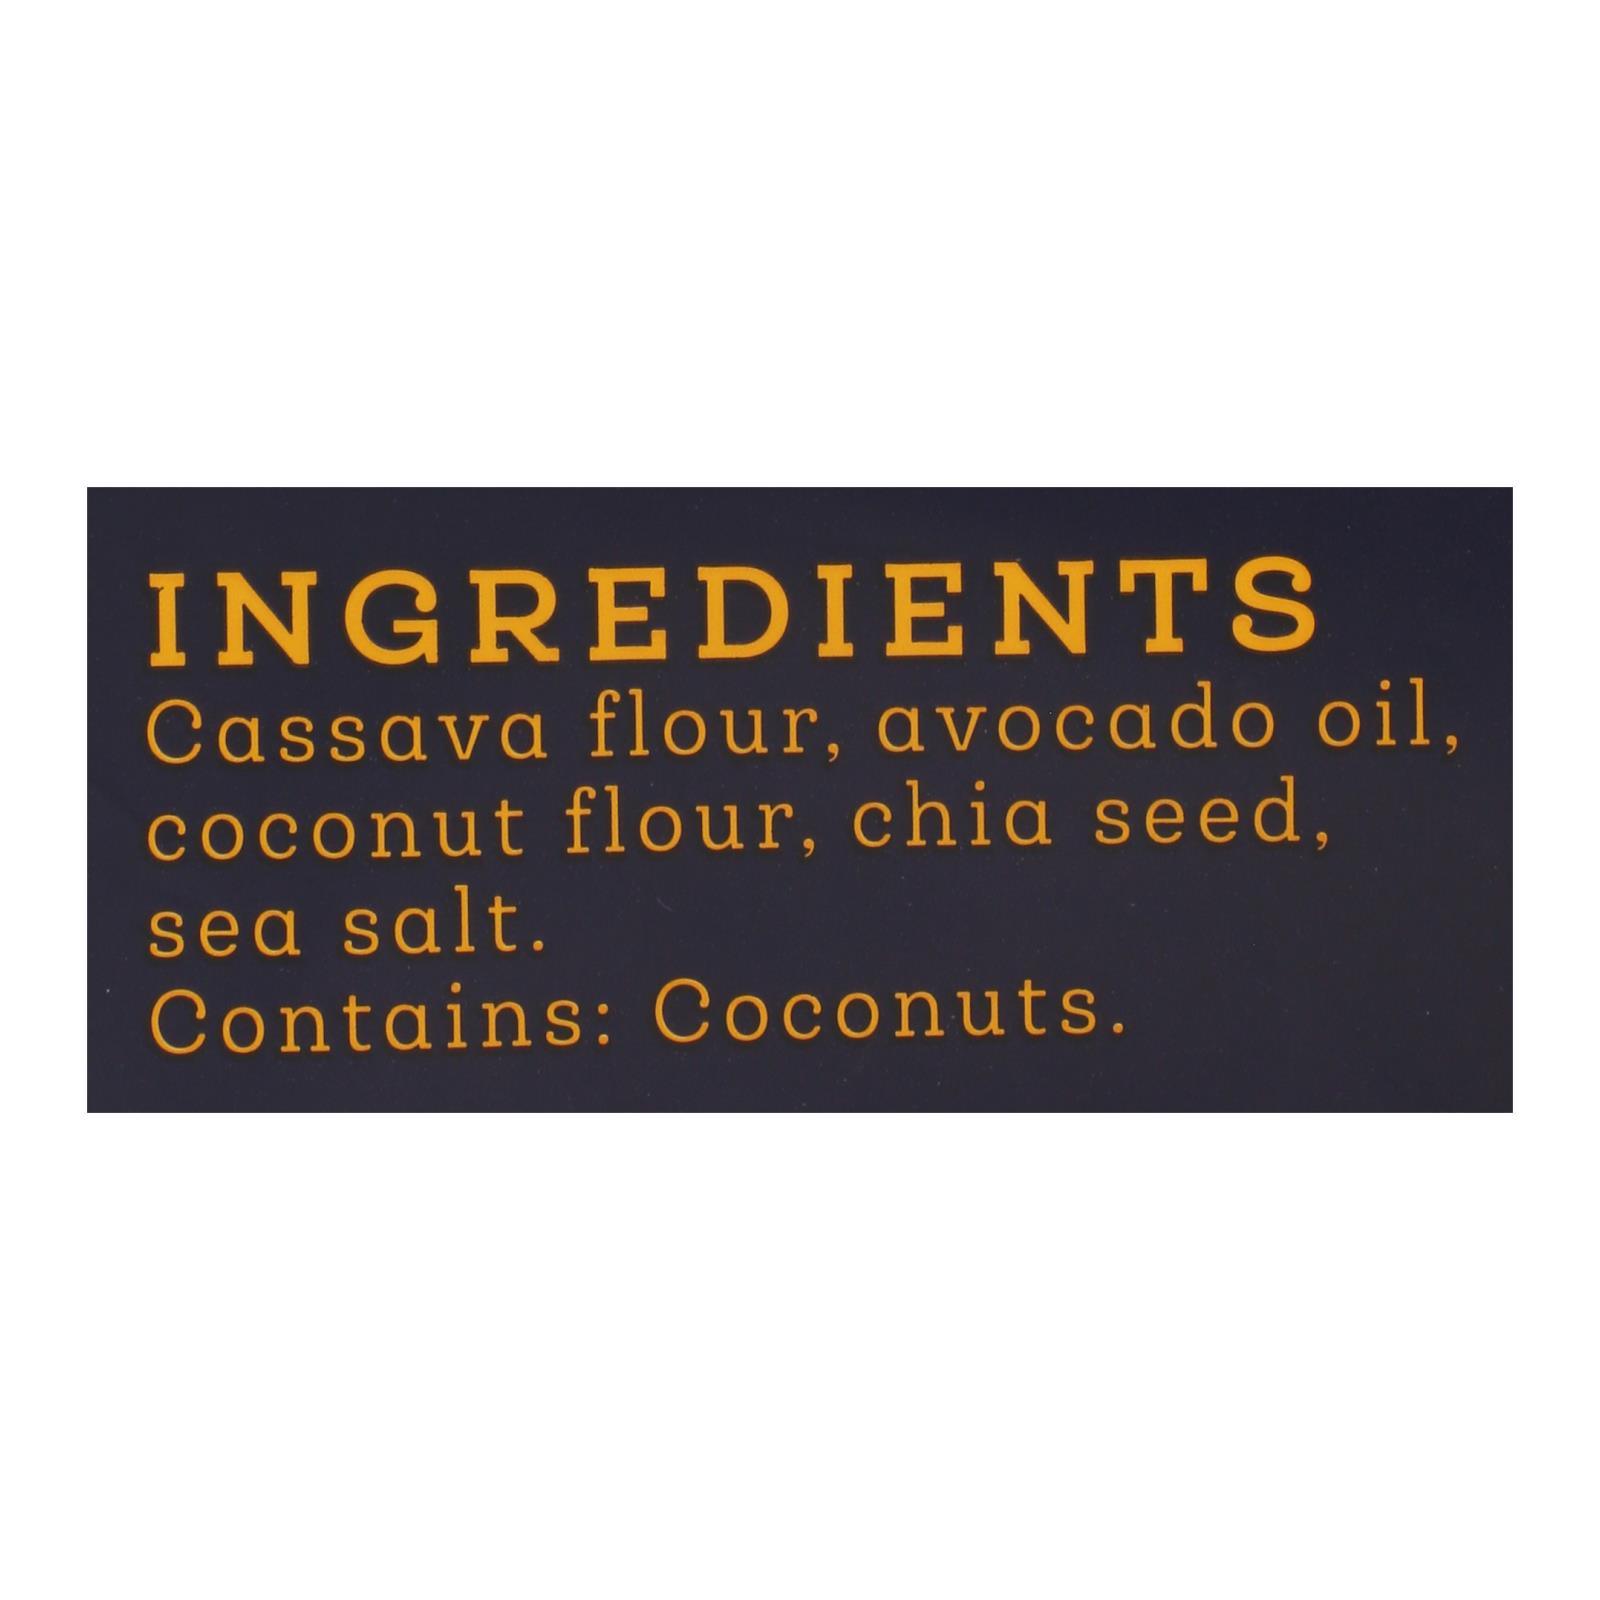 INGREDIENTS
Cassava flour, avocado oil,
coconut flour, chia seed,
sea salt.
Contains: Coconuts.